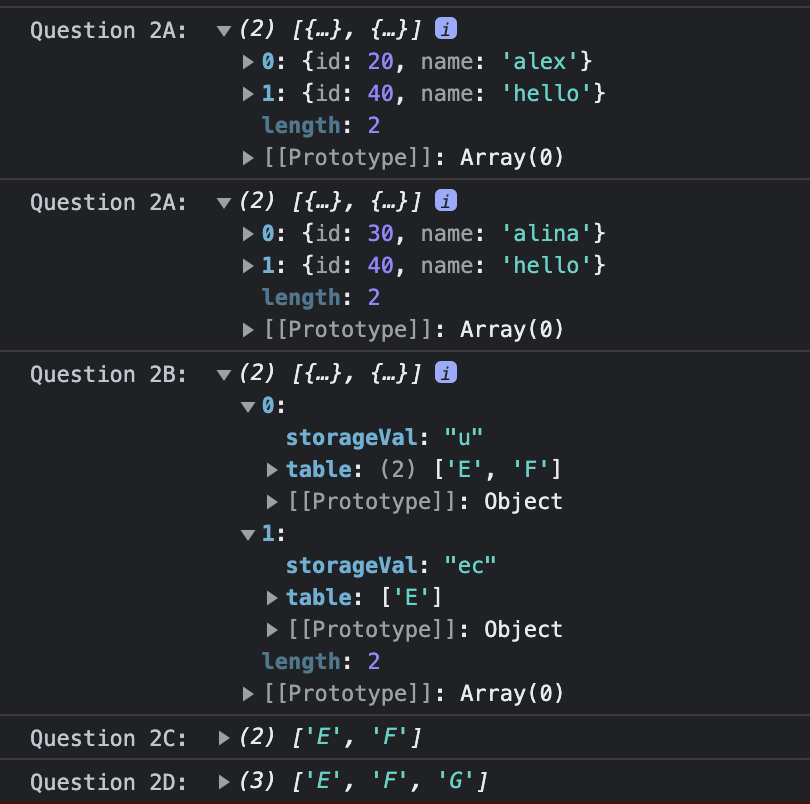 Question 2A: ▼(2) [{…}, {…}] i
▶0: {id: 20, name: 'alex'}
▶1: {id: 40, name: 'hello'}
length: 2
▶[[Prototype]]: Array(0)
Question 2A: ▼(2) [{…}, {…}] i
▶0: {id: 30, name: 'alina'}
▶1: {id: 40, name: 'hello'}
length: 2
▶[[Prototype]]: Array(0)
Question 2B: ▼(2) [{…}, {…}] i
▼0:
storageVal: "u"
▶table: (2) ['E', 'F']
▶[[Prototype]]: Object
▼1:
storageVal: "ec"
▶table: ['E']
▶[[Prototype]]: Object
length: 2
▶[[Prototype]]: Array(0)
Question 2C: ▶(2) ['E', 'F']
Question 2D: ▶(3) ['E', 'F', 'G']